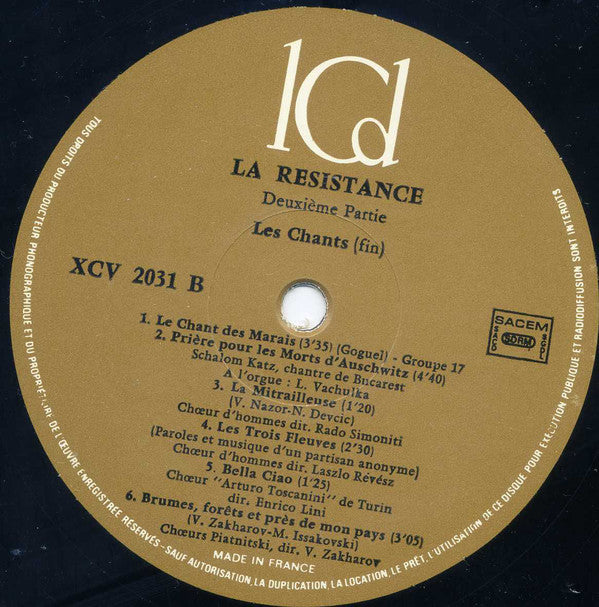 lCd
LA RESISTANCE
Deuxième Partie
Les Chants (fin)
XCV 2031 B
SACEM
SACD SDRM SGDL
1. Le Chant des Marais (3'35) (Goguel) - Groupe 17
2. Prière pour les Morts d'Auschwitz (4'40)
Schalom Katz, chantre de Bucarest
A l'orgue : L. Vachulka
3. La Mitrailleuse (1'20)
(V. Nazor-N. Devcic)
Chœur d'hommes dir. Rado Simoniti
4. Les Trois Fleuves (2'30)
(Paroles et musique d'un partisan anonyme)
Chœur d'hommes dir. Laszlo Révész
5. Bella Ciao (1'25)
Chœur "Arturo Toscanini" de Turin
dir. Enrico Lini
6. Brumes, forêts et près de mon pays (3'05)
(V. Zakharov-M. Issakovski)
Chœurs Piatnitski, dir. V. Zakharov
MADE IN FRANCE
TOUS DROITS DU PRODUCTEUR PHONOGRAPHIQUE ET DU PROPRIÉTAIRE DE L'ŒUVRE ENREGISTRÉE RÉSERVÉS - SAUF AUTORISATION, LA DUPLICATION, LA LOCATION, LE PRÊT, L'UTILISATION DE CE DISQUE POUR EXÉCUTION PUBLIQUE ET RADIODIFFUSION SONT INTERDITS